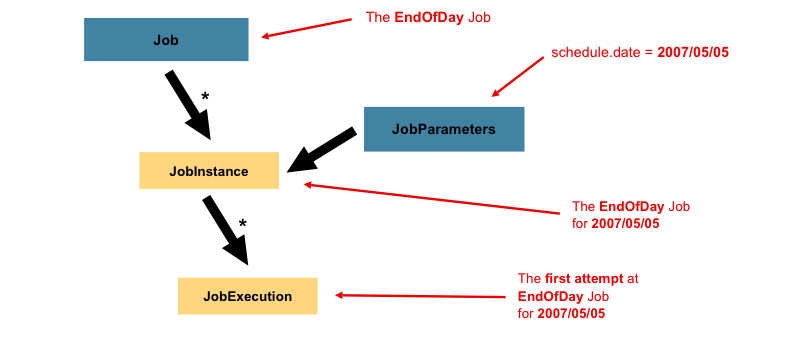 Job
The EndOfDay Job
schedule.date = 2007/05/05
*
JobParameters
JobInstance
The EndOfDay Job
for 2007/05/05
*
JobExecution
The first attempt at
EndOfDay Job
for 2007/05/05